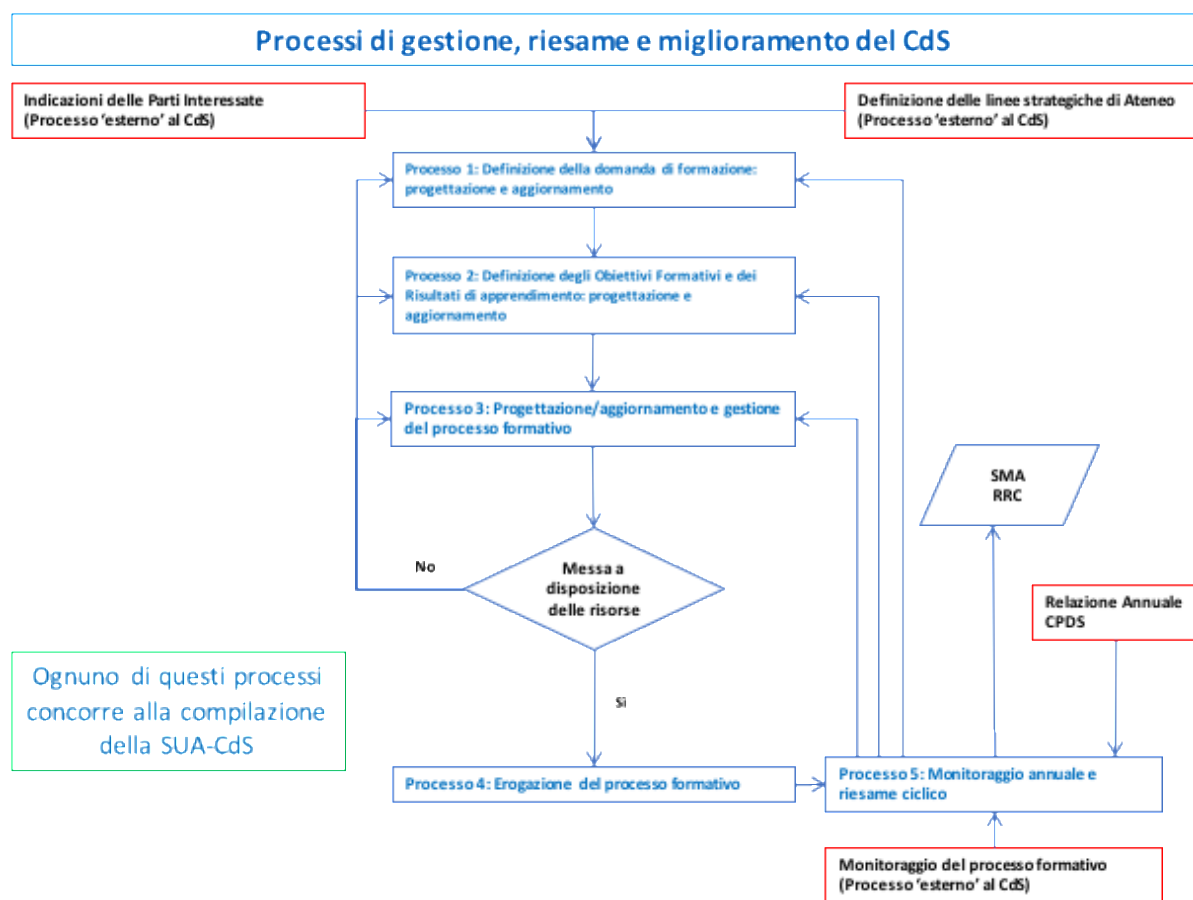 Processi di gestione, riesame e miglioramento del CdS
Indicazioni delle Parti Interessate
(Processo 'esterno' al CdS)
Definizione delle linee strategiche di Ateneo
(Processo 'esterno' al CdS)
Processo 1: Definizione della domanda di formazione:
progettazione e aggiornamento
Processo 2: Definizione degli Obiettivi Formativi e dei
Risultati di apprendimento: progettazione e
aggiornamento
Processo 3: Progettazione/aggiornamento e gestione
del processo formativo
SMA
RRC
No
Messa a
disposizione
delle risorse
Relazione Annuale
CPDS
Ognuno di questi processi
concorre alla compilazione
della SUA-CdS
Sì
Processo 4: Erogazione del processo formativo
Processo 5: Monitoraggio annuale e
riesame ciclico
Monitoraggio del processo formativo
(Processo 'esterno' al CdS)